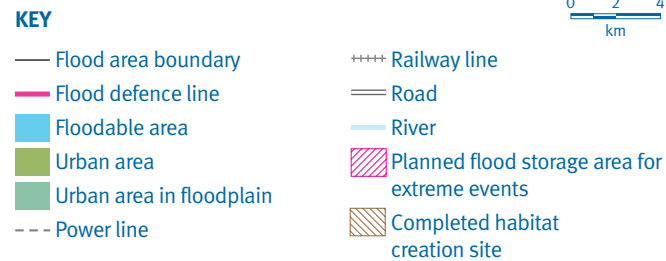 KEY
0 2 4
km
Flood area boundary
Flood defence line
Floodable area
Urban area
Urban area in floodplain
Power line
Railway line
Road
River
Planned flood storage area for
extreme events
Completed habitat
creation site